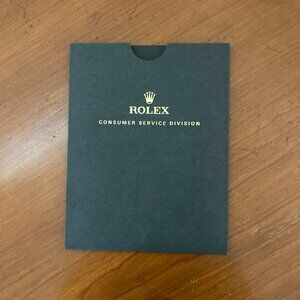 ROLEX
CONSUMER SERVICE DIVISION